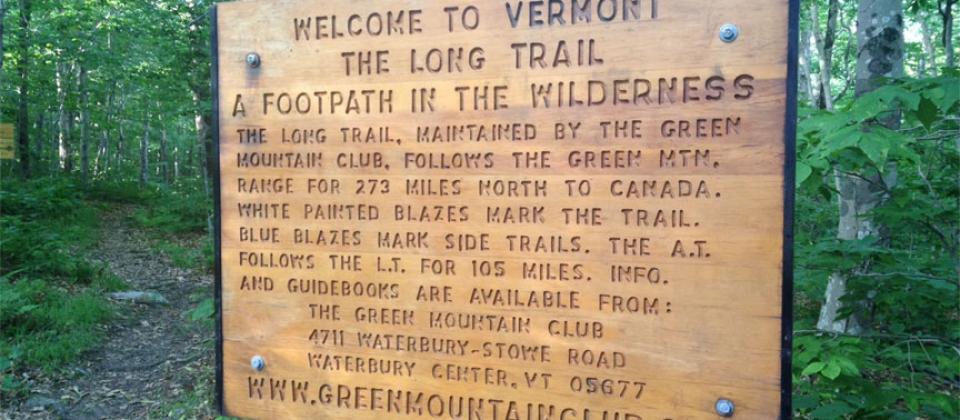 WELCOME TO VERMONT
THE LONG TRAIL
A FOOTPATH IN THE WILDERNESS
THE LONG TRAIL, MAINTAINED BY THE GREEN
MOUNTAIN CLUB, FOLLOWS THE GREEN MTN.
RANGE FOR 273 MILES NORTH TO CANADA.
WHITE PAINTED BLAZES MARK THE TRAIL.
BLUE BLAZES MARK SIDE TRAILS. THE A.T.
FOLLOWS THE L.T. FOR 105 MILES. INFO.
AND GUIDEBOOKS ARE AVAILABLE FROM:
THE GREEN MOUNTAIN CLUB
4711 WATERBURY-STOWE ROAD
WATERBURY CENTER, VT 05677
WWW.GREENMOUNTAINCLUB.